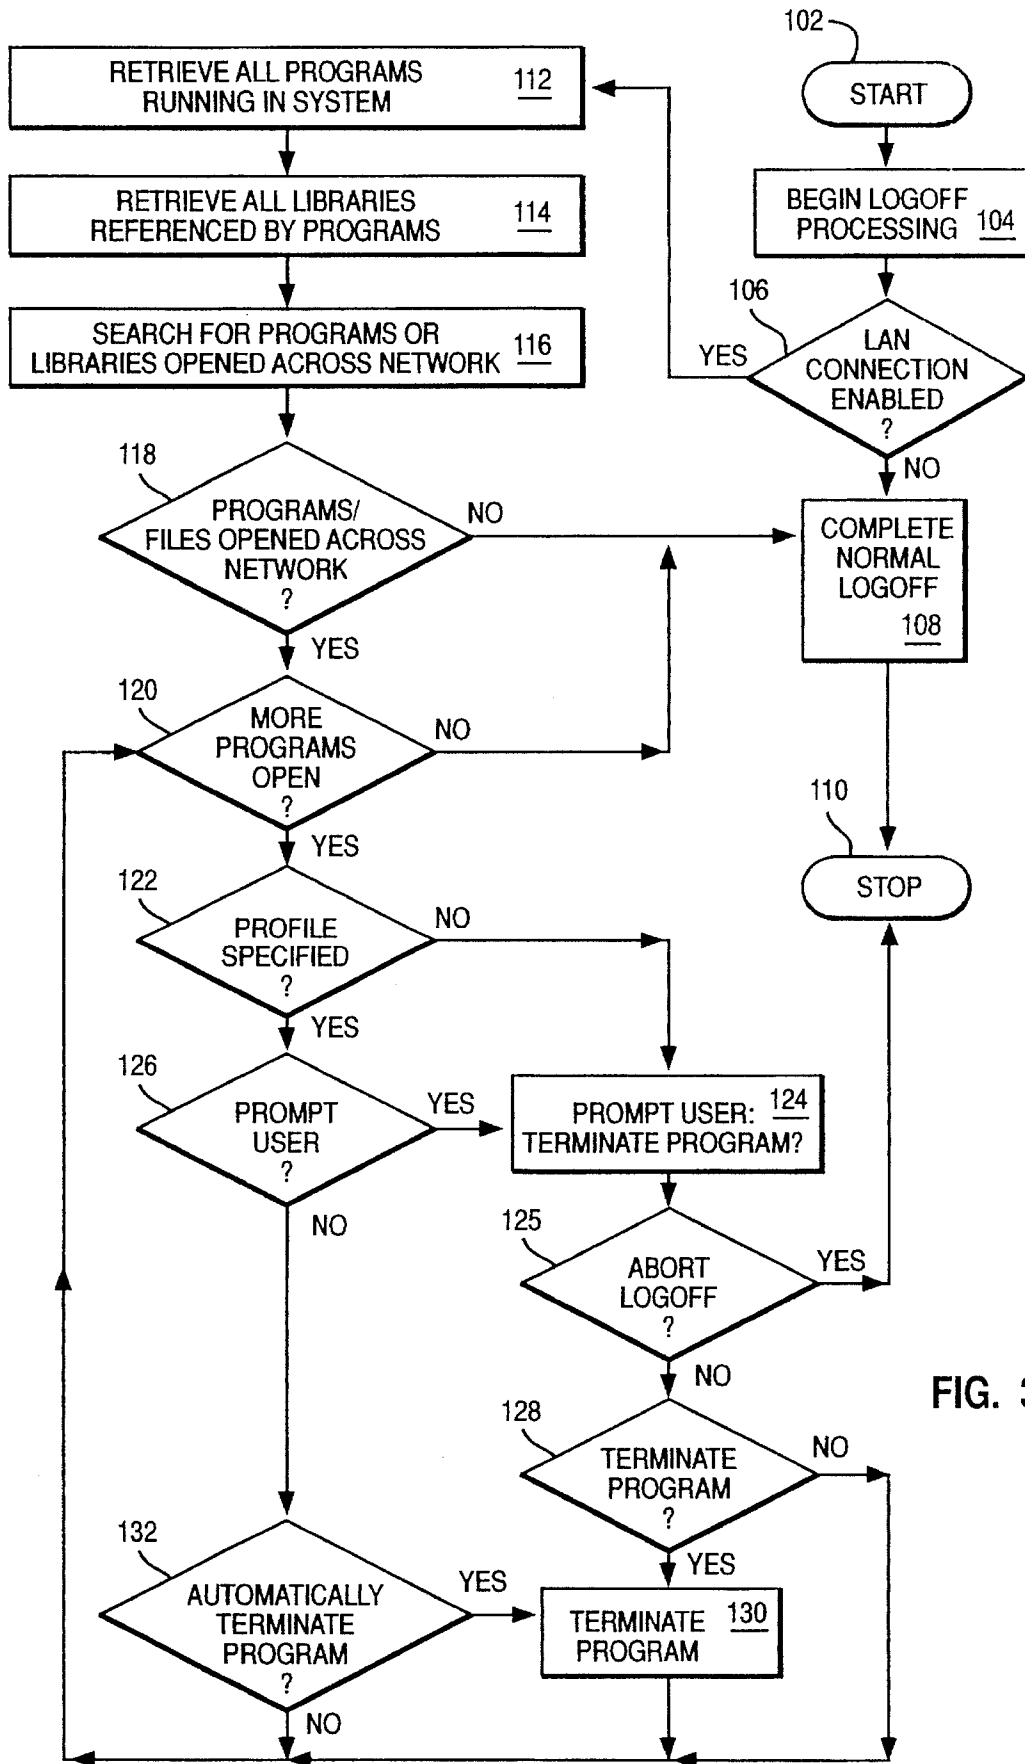 102
START
RETRIEVE ALL PROGRAMS
RUNNING IN SYSTEM
112
RETRIEVE ALL LIBRARIES
REFERENCED BY PROGRAMS
114
BEGIN LOGOFF
PROCESSING 104
SEARCH FOR PROGRAMS OR
LIBRARIES OPENED ACROSS NETWORK
116
106
LAN
CONNECTION
ENABLED
?
YES
NO
118
PROGRAMS/
FILES OPENED ACROSS
NETWORK
?
NO
YES
COMPLETE
NORMAL
LOGOFF
108
120
MORE
PROGRAMS
OPEN
?
NO
YES
110
STOP
122
PROFILE
SPECIFIED
?
NO
YES
126
PROMPT
USER
?
YES
NO
PROMPT USER: 124
TERMINATE PROGRAM?
125
ABORT
LOGOFF
?
YES
NO
FIG. 3
128
TERMINATE
PROGRAM
?
NO
YES
132
AUTOMATICALLY
TERMINATE
PROGRAM
?
YES
NO
TERMINATE
PROGRAM
130